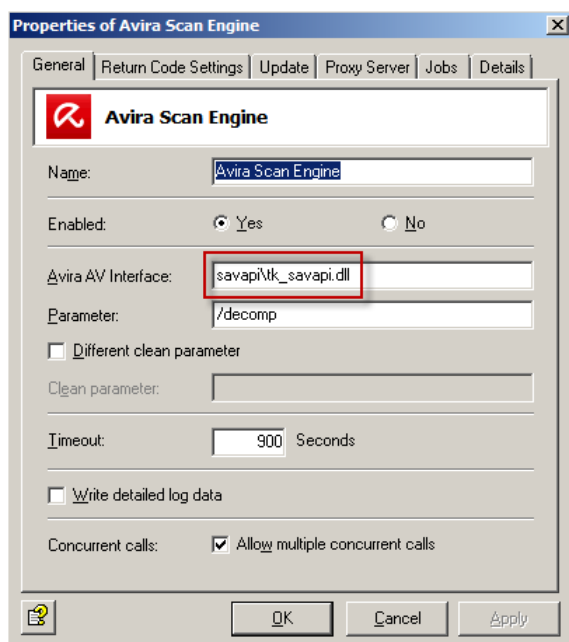 Properties of Avira Scan Engine
General Return Code Settings Update Proxy Server Jobs Details
Avira Scan Engine
Name: Avira Scan Engine
Enabled: Yes No
Avira AV Interface: savapi\tk_savapi.dll
Parameter: /decomp
Different clean parameter
Clean parameter:
Timeout: 900 Seconds
Write detailed log data
Concurrent calls: Allow multiple concurrent calls
OK Cancel Apply